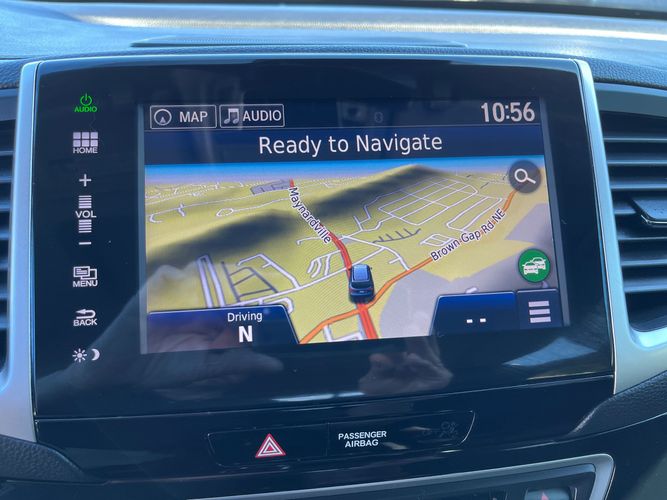 AUDIO
MAP
AUDIO
10:56
HOME
Ready to Navigate
VOL
Maynardville
Brown Gap Rd NE
MENU
Driving
N
--
BACK
PASSENGER
AIRBAG